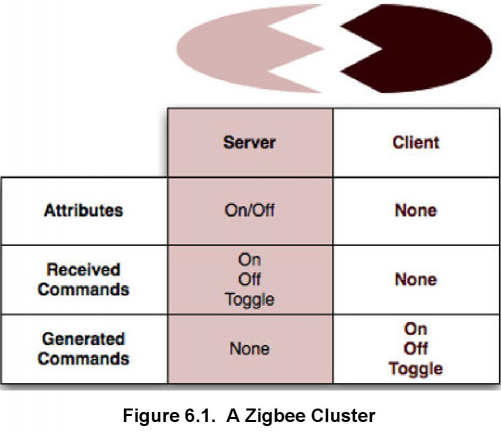 Server Client
Attributes On/Off None
Received Commands On Off Toggle None
Generated Commands None On Off Toggle
Figure 6.1. A Zigbee Cluster